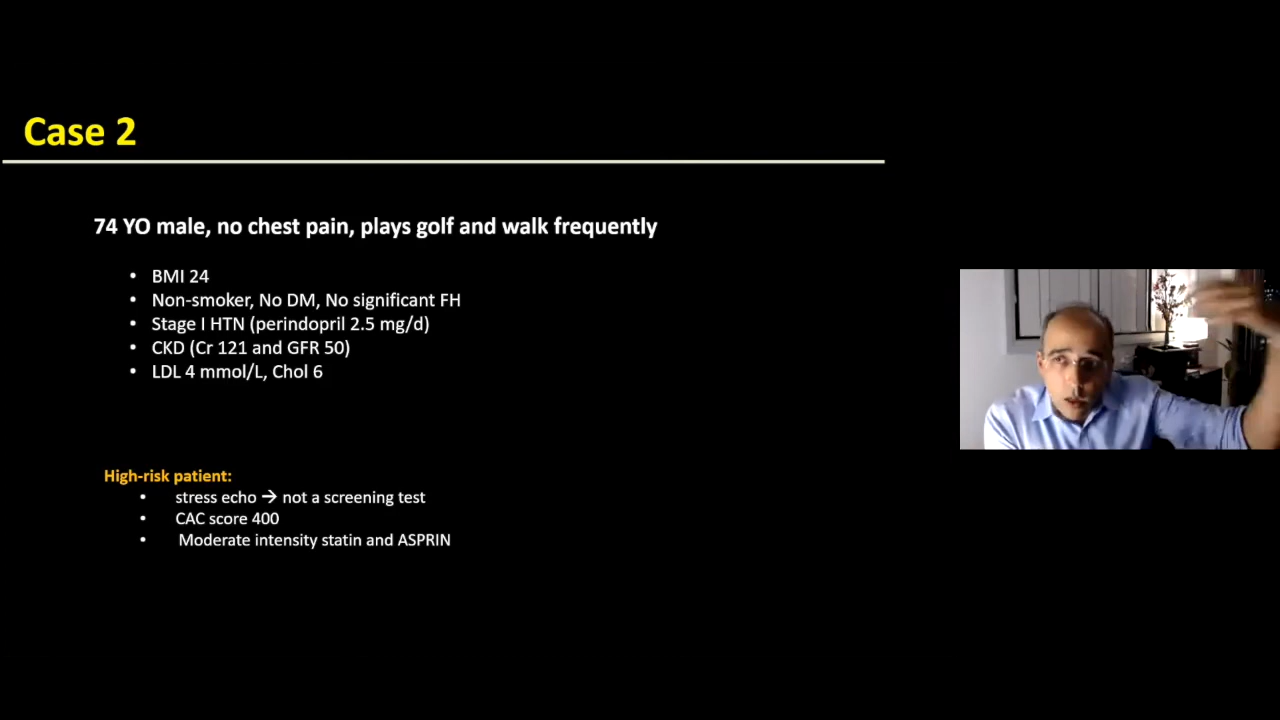 Case 2
74 YO male, no chest pain, plays golf and walk frequently
• BMI 24
• Non-smoker, No DM, No significant FH
• Stage I HTN (perindopril 2.5 mg/d)
• CKD (Cr 121 and GFR 50)
• LDL 4 mmol/L, Chol 6
High-risk patient:
• stress echo → not a screening test
• CAC score 400
• Moderate intensity statin and ASPRIN